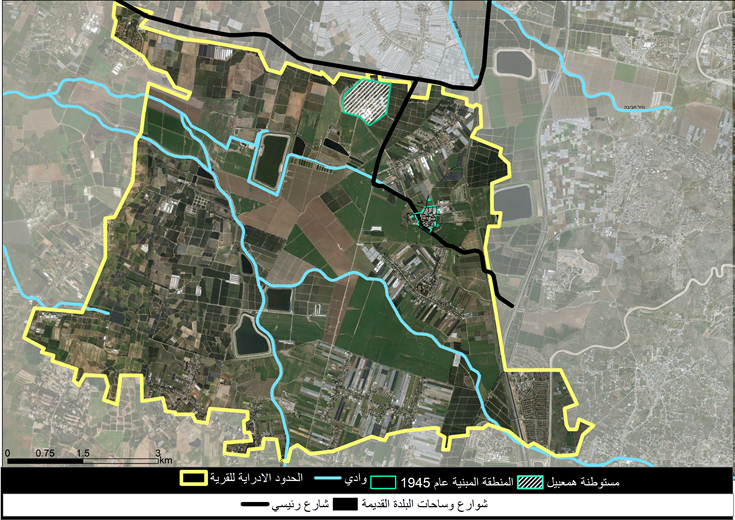 0 0.75 1.5 3
km
الحدود الادراية للقرية وادي المنطقة المبنية عام 1945 مستوطنة همعبيل
شارع رئيسي شوارع وساحات البلدة القديمة